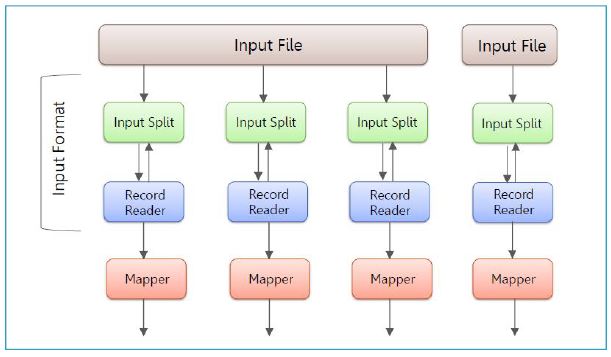 Input File
Input File
Input Format
Input Split
Input Split
Input Split
Input Split
Record
Reader
Record
Reader
Record
Reader
Record
Reader
Mapper
Mapper
Mapper
Mapper